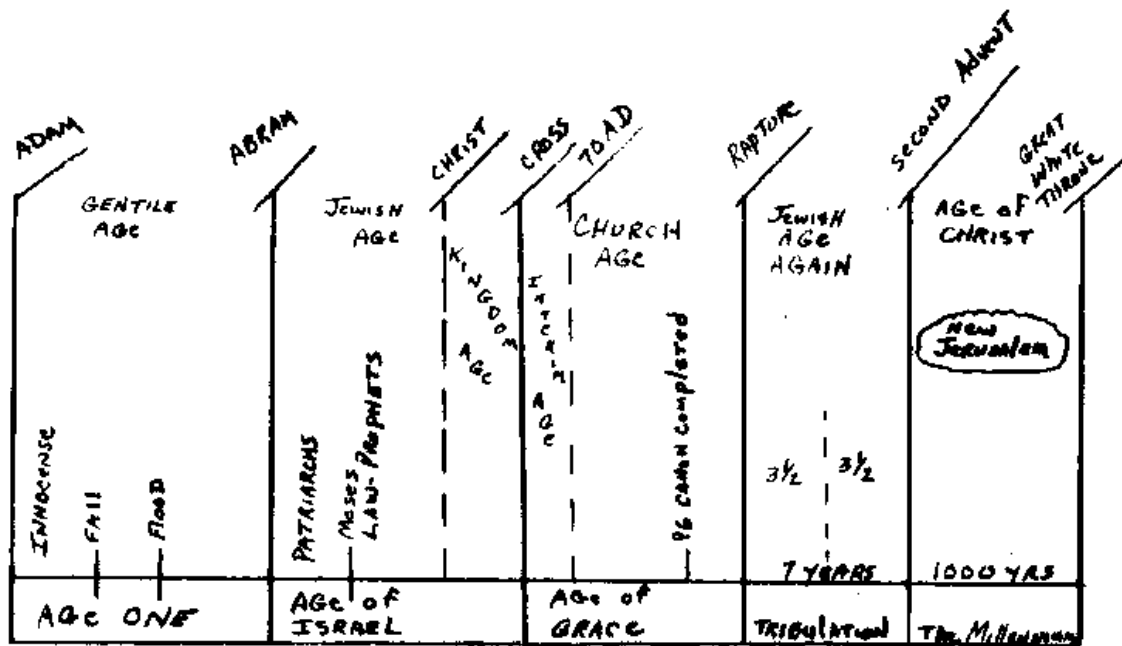 ADAM
ABRAM
CHRIST
CROSS
70 A.D
RAPTURE
SECOND ADVENT
GREAT
WHITE
THRONE
GENTILE
AGE
JEWISH
AGE
KINGDOM
AGE
INTERIM
AGE
CHURCH
AGE
JEWISH
AGE
AGAIN
AGE of
CHRIST
NEW
JERUSALEM
INNOCENSE
FALL
FLOOD
PATRIARCHS
MOSES
LAW-PROPHETS
96 CANON COMPLETED
3½
3½
7 YEARS
1000 YRS
AGE ONE
AGE of
ISRAEL
AGE of
GRACE
TRIBULATION
The Millennium